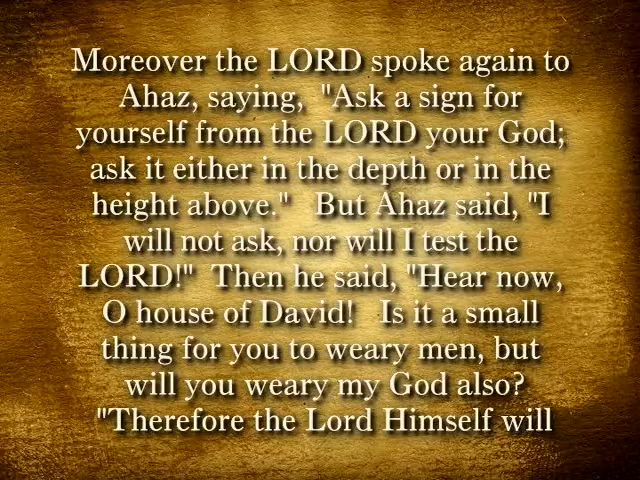 Moreover the LORD spoke again to
Ahaz, saying,  "Ask a sign for
yourself from the LORD your God;
ask it either in the depth or in the
height above."   But Ahaz said, "I
will not ask, nor will I test the
LORD!"  Then he said, "Hear now,
O house of David!   Is it a small
thing for you to weary men, but
will you weary my God also?
"Therefore the Lord Himself will